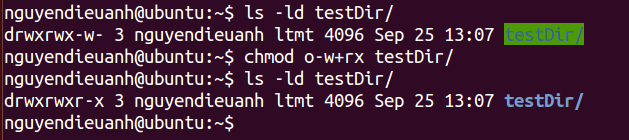 nguyendieuanh@ubuntu:~$ ls -ld testDir/
drwxrwx-w- 3 nguyendieuanh ltmt 4096 Sep 25 13:07 testDir/
nguyendieuanh@ubuntu:~$ chmod o-w+rx testDir/
nguyendieuanh@ubuntu:~$ ls -ld testDir/
drwxrwxr-x 3 nguyendieuanh ltmt 4096 Sep 25 13:07 testDir/
nguyendieuanh@ubuntu:~$